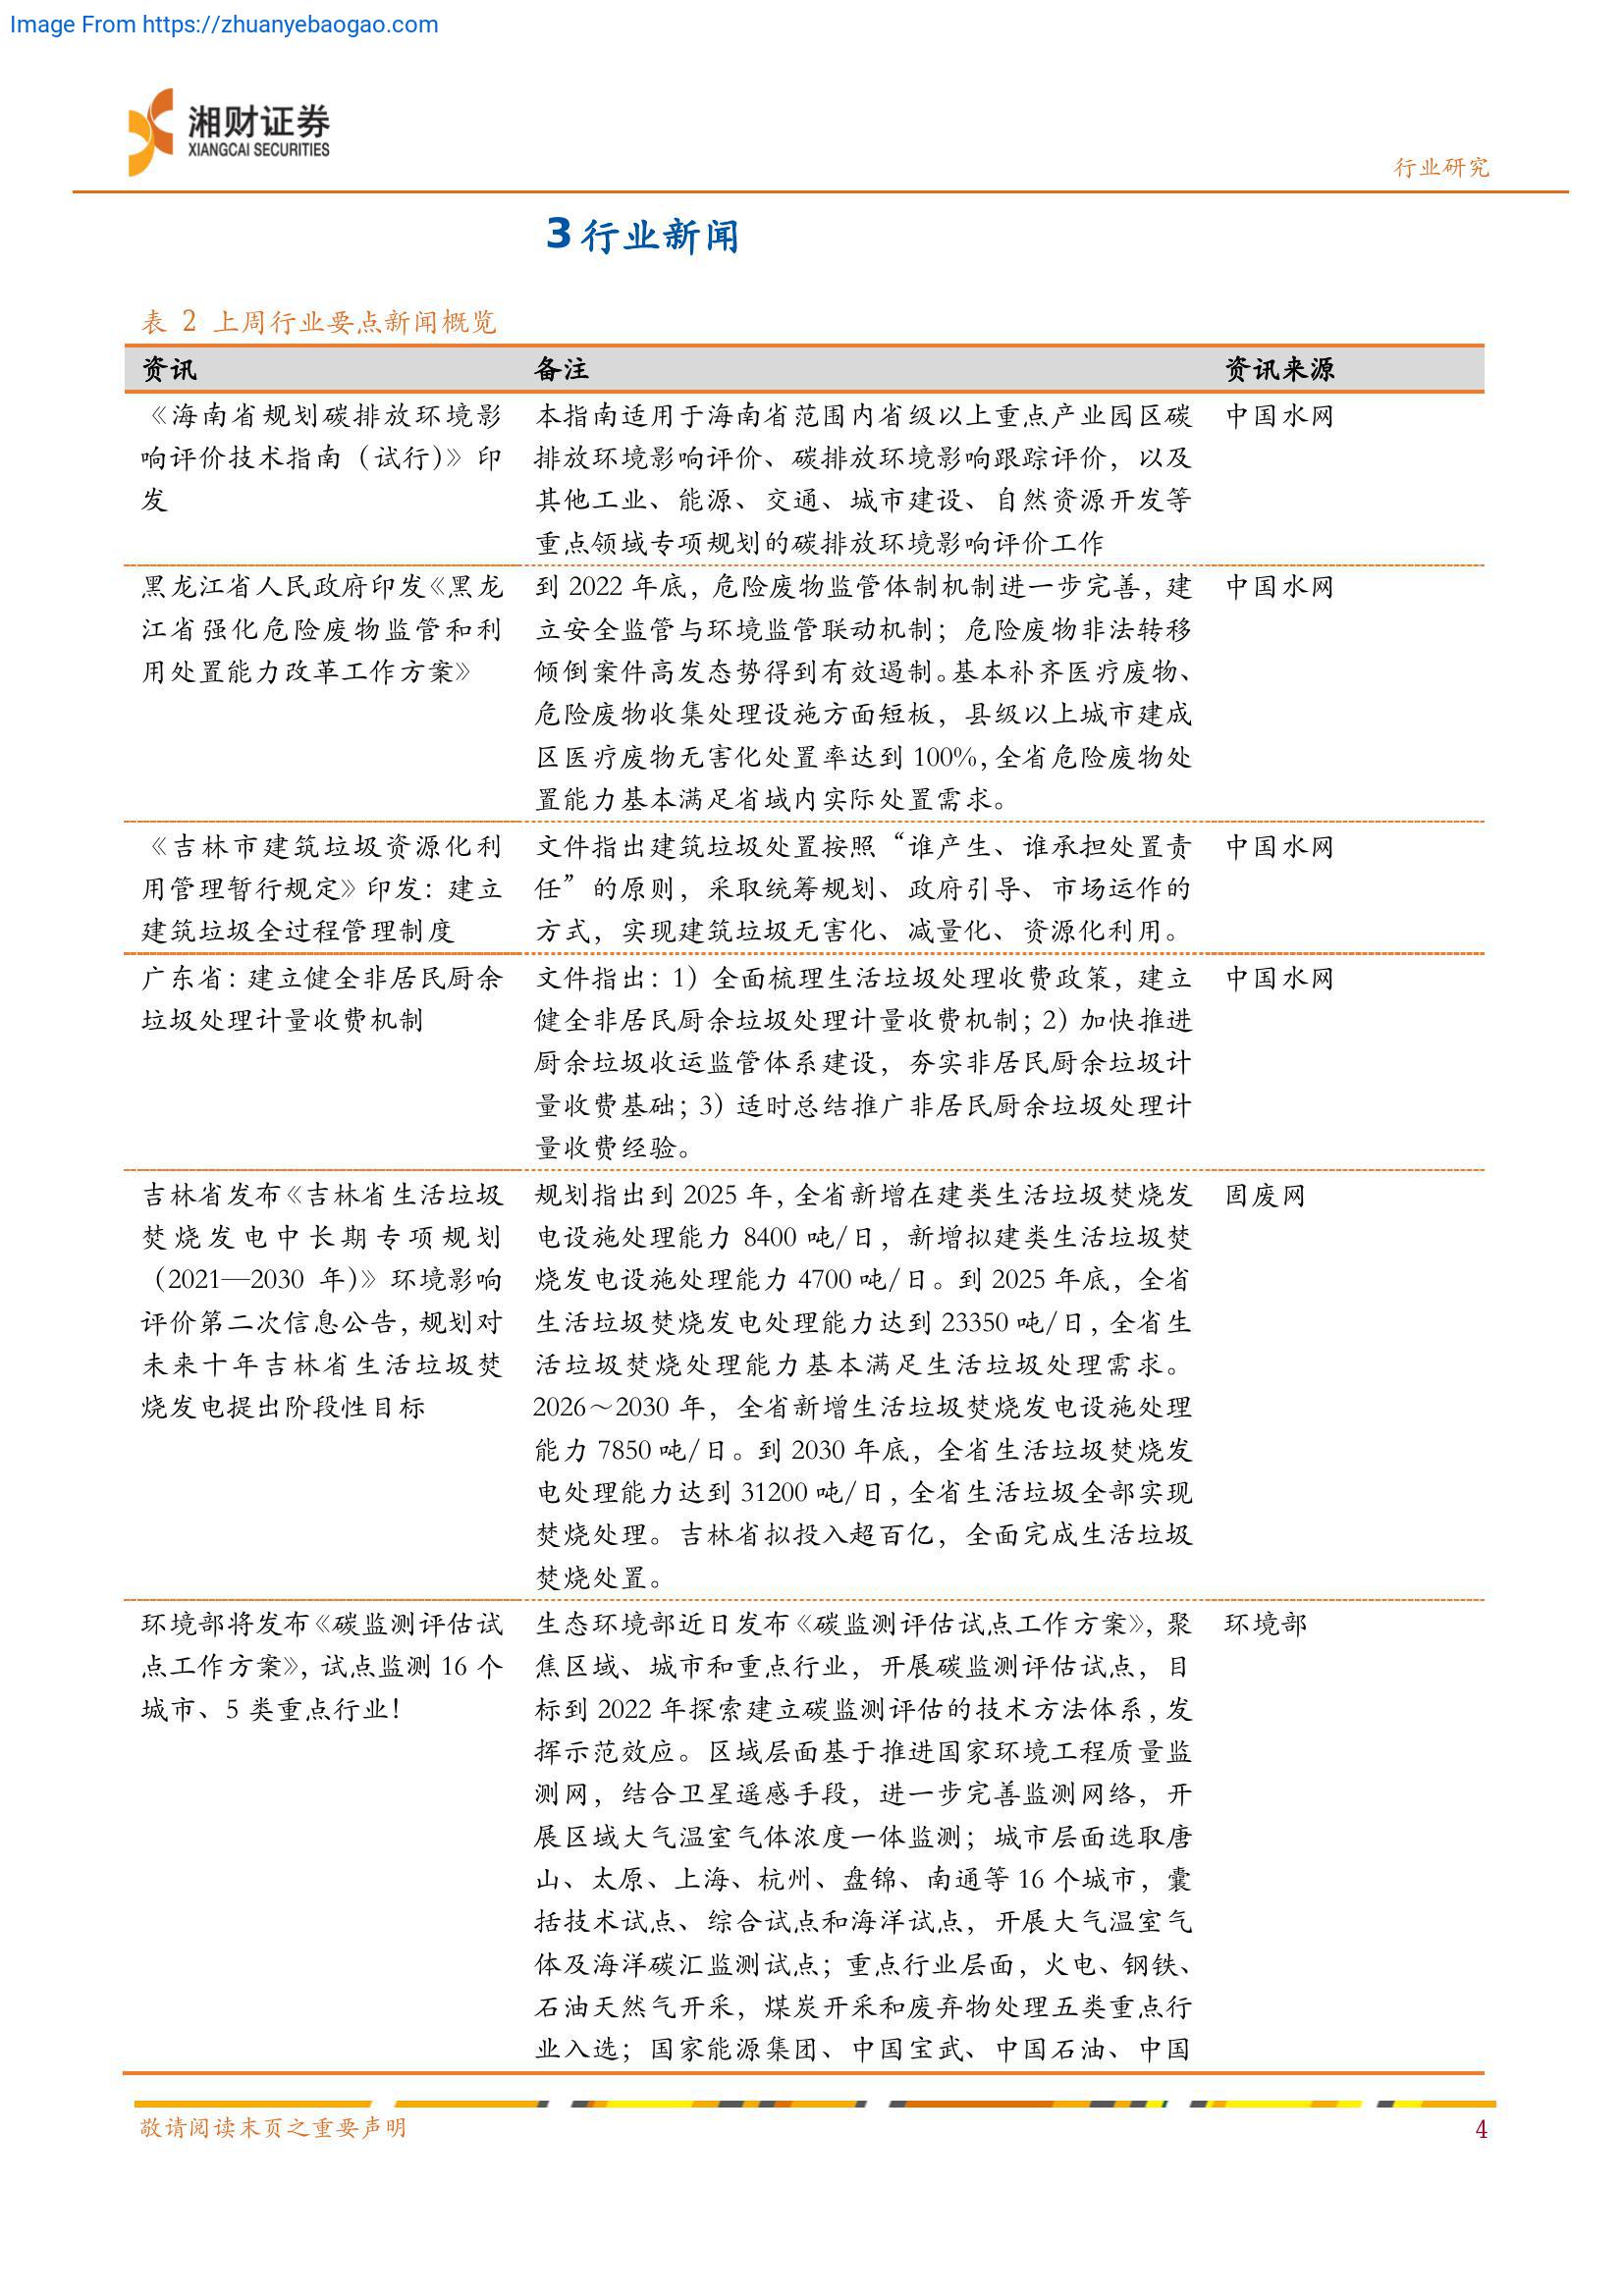 Image From https://zhuanyebaogao.com
湘财证券
XIANGCAI SECURITIES
行业研究
3 行业新闻
表 2 上周行业要点新闻概览
资讯 备注 资讯来源
《海南省规划碳排放环境影
响评价技术指南（试行）》印
发
本指南适用于海南省范围内省级以上重点产业园区碳
排放环境影响评价、碳排放环境影响跟踪评价，以及
其他工业、能源、交通、城市建设、自然资源开发等
重点领域专项规划的碳排放环境影响评价工作
中国水网
黑龙江省人民政府印发《黑龙
江省强化危险废物监管和利
用处置能力改革工作方案》
到 2022 年底，危险废物监管体制机制进一步完善，建
立安全监管与环境监管联动机制；危险废物非法转移
倾倒案件高发态势得到有效遏制。基本补齐医疗废物、
危险废物收集处理设施方面短板，县级以上城市建成
区医疗废物无害化处置率达到 100%，全省危险废物处
置能力基本满足省域内实际处置需求。
中国水网
《吉林市建筑垃圾资源化利
用管理暂行规定》印发：建立
建筑垃圾全过程管理制度
文件指出建筑垃圾处置按照“谁产生、谁承担处置责
任”的原则，采取统筹规划、政府引导、市场运作的
方式，实现建筑垃圾无害化、减量化、资源化利用。
中国水网
广东省：建立健全非居民厨余
垃圾处理计量收费机制
文件指出：1）全面梳理生活垃圾处理收费政策，建立
健全非居民厨余垃圾处理计量收费机制；2）加快推进
厨余垃圾收运监管体系建设，夯实非居民厨余垃圾计
量收费基础；3）适时总结推广非居民厨余垃圾处理计
量收费经验。
中国水网
吉林省发布《吉林省生活垃圾
焚烧发电中长期专项规划
（2021—2030 年）》环境影响
评价第二次信息公告，规划对
未来十年吉林省生活垃圾焚
烧发电提出阶段性目标
规划指出到 2025 年，全省新增在建类生活垃圾焚烧发
电设施处理能力 8400 吨/日，新增拟建类生活垃圾焚
烧发电设施处理能力 4700 吨/日。到 2025 年底，全省
生活垃圾焚烧发电处理能力达到 23350 吨/日，全省生
活垃圾焚烧处理能力基本满足生活垃圾处理需求。
2026～2030 年，全省新增生活垃圾焚烧发电设施处理
能力 7850 吨/日。到 2030 年底，全省生活垃圾焚烧发
电处理能力达到 31200 吨/日，全省生活垃圾全部实现
焚烧处理。吉林省拟投入超百亿，全面完成生活垃圾
焚烧处置。
固废网
环境部将发布《碳监测评估试
点工作方案》，试点监测 16 个
城市、5 类重点行业！
生态环境部近日发布《碳监测评估试点工作方案》，聚
焦区域、城市和重点行业，开展碳监测评估试点，目
标到 2022 年探索建立碳监测评估的技术方法体系，发
挥示范效应。区域层面基于推进国家环境工程质量监
测网，结合卫星遥感手段，进一步完善监测网络，开
展区域大气温室气体浓度一体监测；城市层面选取唐
山、太原、上海、杭州、盘锦、南通等 16 个城市，囊
括技术试点、综合试点和海洋试点，开展大气温室气
体及海洋碳汇监测试点；重点行业层面，火电、钢铁、
石油天然气开采，煤炭开采和废弃物处理五类重点行
业入选；国家能源集团、中国宝武、中国石油、中国
环境部
敬请阅读末页之重要声明
4